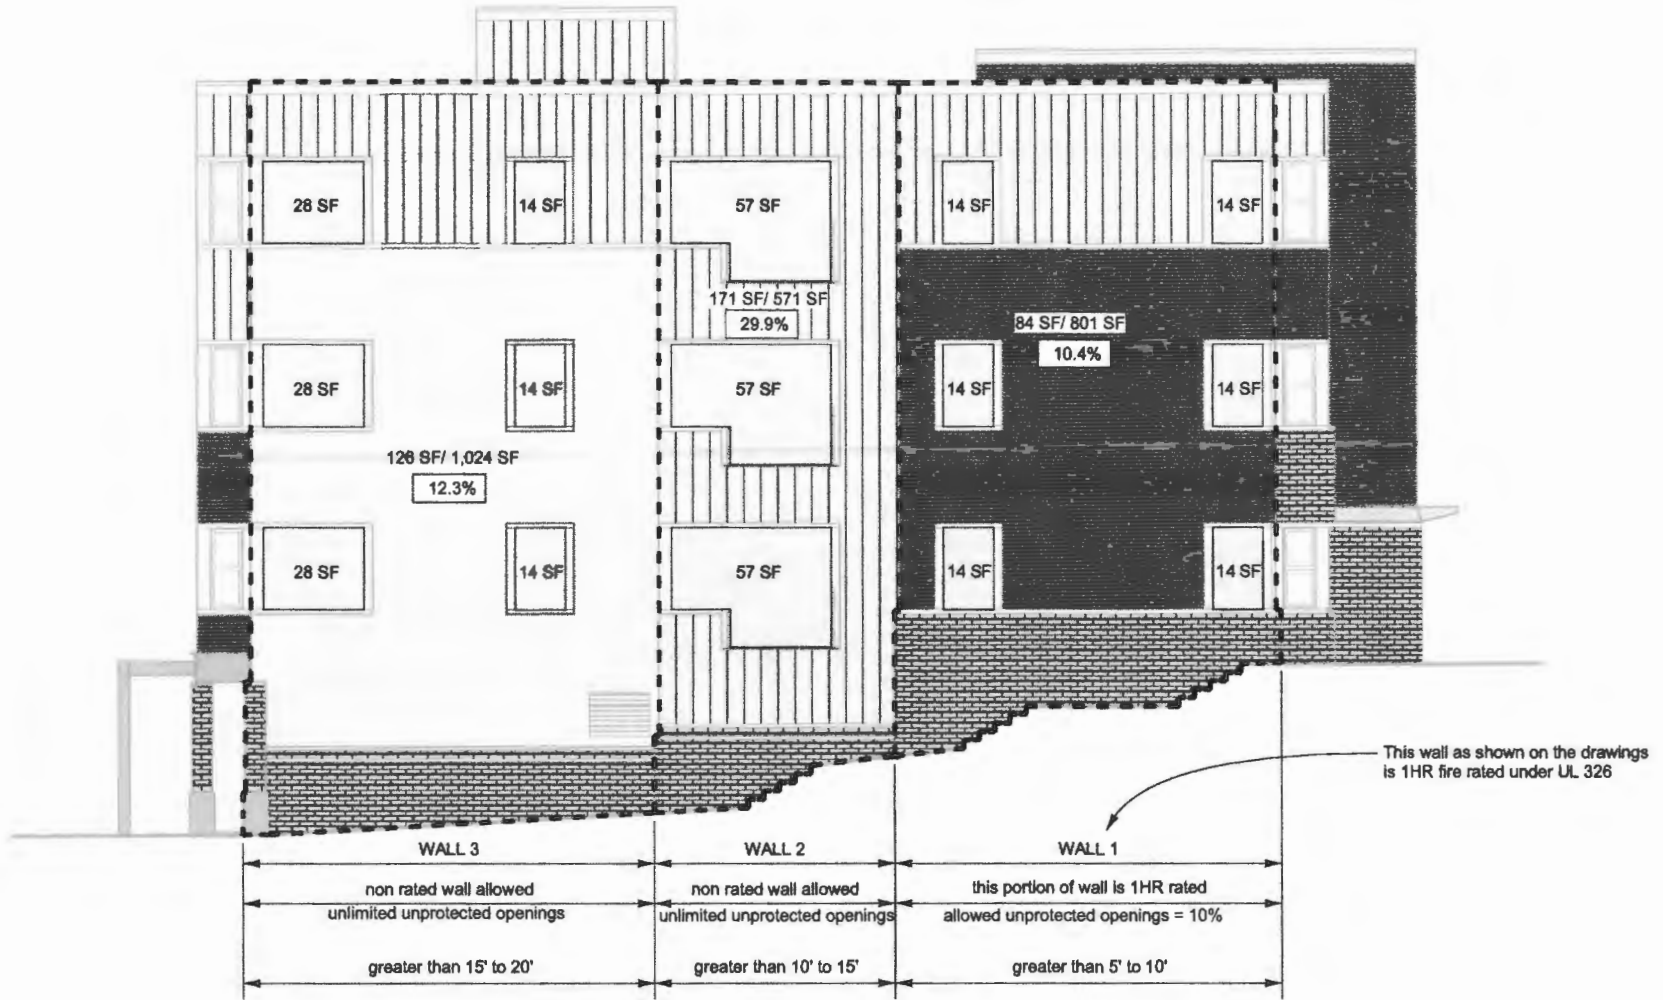 28 SF
14 SF
57 SF
14 SF
14 SF
171 SF/ 571 SF
29.9%
84 SF/ 801 SF
10.4%
28 SF
14 SF
57 SF
14 SF
14 SF
126 SF/ 1,024 SF
12.3%
28 SF
14 SF
57 SF
14 SF
14 SF
This wall as shown on the drawings
is 1HR fire rated under UL 326
WALL 3
WALL 2
WALL 1
non rated wall allowed
non rated wall allowed
this portion of wall is 1HR rated
unlimited unprotected openings
unlimited unprotected openings
allowed unprotected openings = 10%
greater than 15' to 20'
greater than 10' to 15'
greater than 5' to 10'